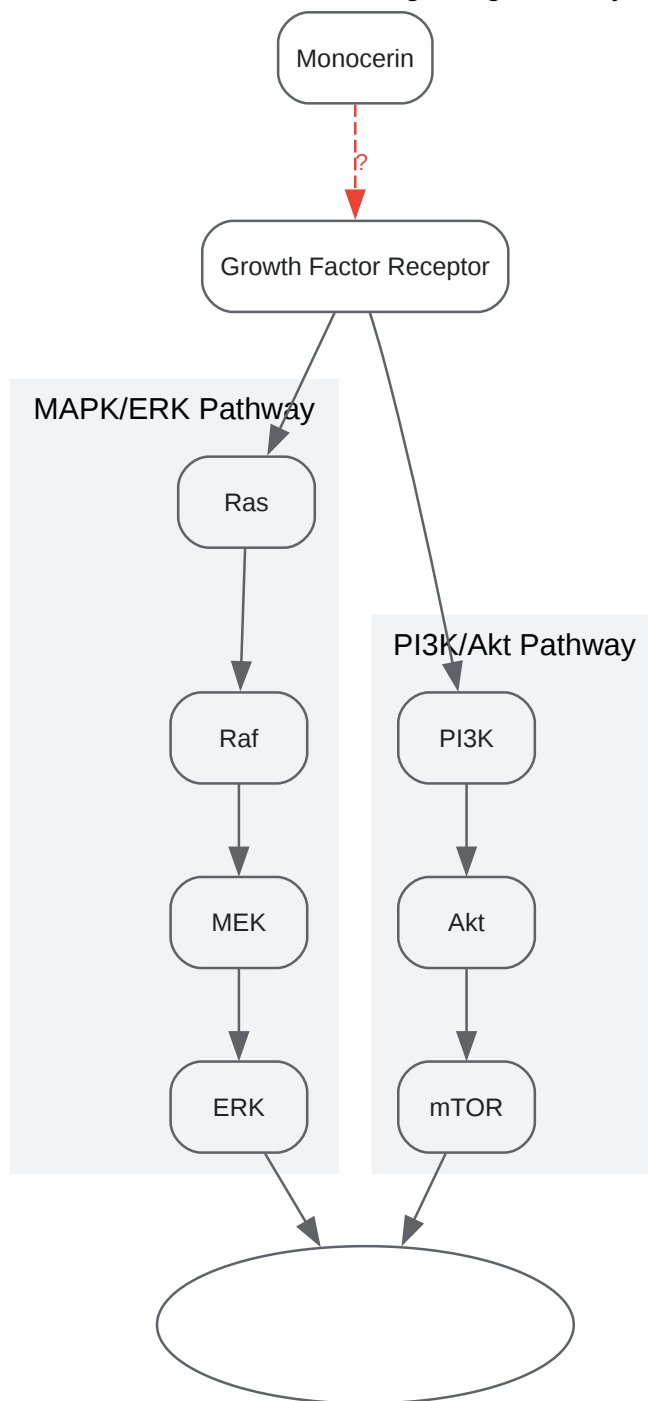 Monocerin
?
Growth Factor Receptor
MAPK/ERK Pathway
Ras
PI3K/Akt Pathway
Raf
PI3K
MEK
Akt
ERK
mTOR